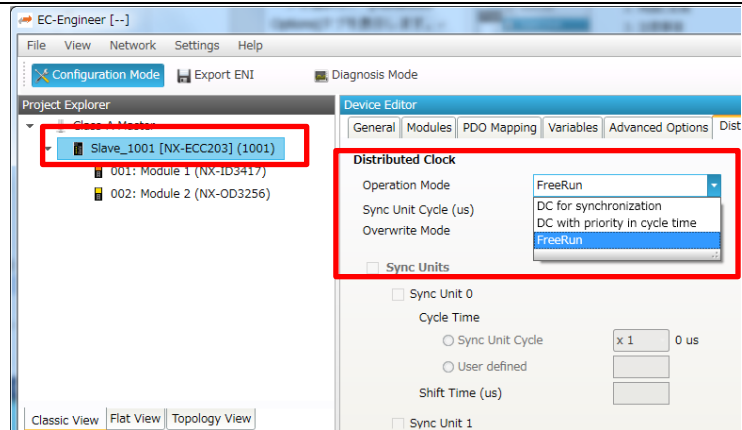 EC-Engineer [--]
File View Network Settings Help
Configuration Mode Export ENI Diagnosis Mode
Project Explorer
Class-A Master
Slave_1001 [NX-ECC203] (1001)
001: Module 1 (NX-ID3417)
002: Module 2 (NX-OD3256)
Classic View Flat View Topology View
Device Editor
General Modules PDO Mapping Variables Advanced Options Dist
Distributed Clock
Operation Mode FreeRun
DC for synchronization
DC with priority in cycle time
FreeRun
Sync Unit Cycle (us)
Overwrite Mode
Sync Units
Sync Unit 0
Cycle Time
Sync Unit Cycle x 1 0 us
User defined
Shift Time (us)
Sync Unit 1